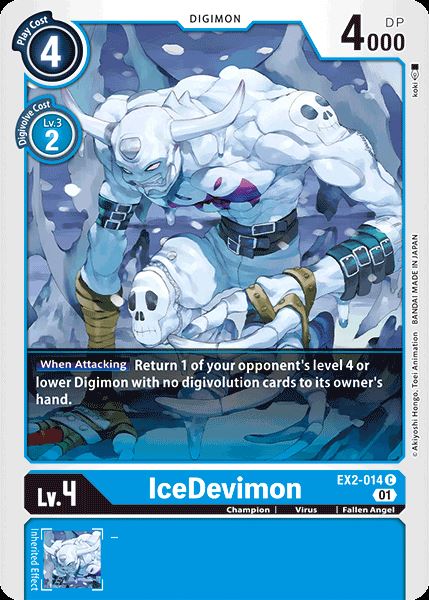 DIGIMON
Play Cost
4
DP
4000
Digivolve Cost
Lv.3
2
koki
© Akiyoshi Hongo, Toei Animation BANDAI MADE IN JAPAN
When Attacking Return 1 of your opponent's level 4 or
lower Digimon with no digivolution cards to its owner's
hand.
Lv.4
IceDevimon
EX2-014 C
01
Champion | Virus | Fallen Angel
Inherited Effect
–